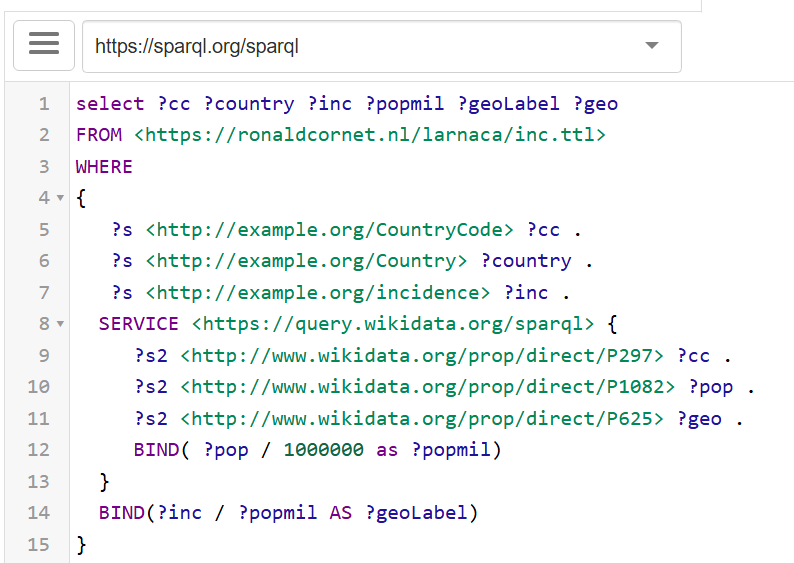 https://sparql.org/sparql
1 select ?cc ?country ?inc ?popmil ?geoLabel ?geo
2 FROM <https://ronaldcornet.nl/larnaca/inc.ttl>
3 WHERE
4 {
5 ?s <http://example.org/CountryCode> ?cc .
6 ?s <http://example.org/Country> ?country .
7 ?s <http://example.org/incidence> ?inc .
8 SERVICE <https://query.wikidata.org/sparql> {
9 ?s2 <http://www.wikidata.org/prop/direct/P297> ?cc .
10 ?s2 <http://www.wikidata.org/prop/direct/P1082> ?pop .
11 ?s2 <http://www.wikidata.org/prop/direct/P625> ?geo .
12 BIND( ?pop / 1000000 as ?popmil)
13 }
14 BIND(?inc / ?popmil AS ?geoLabel)
15 }